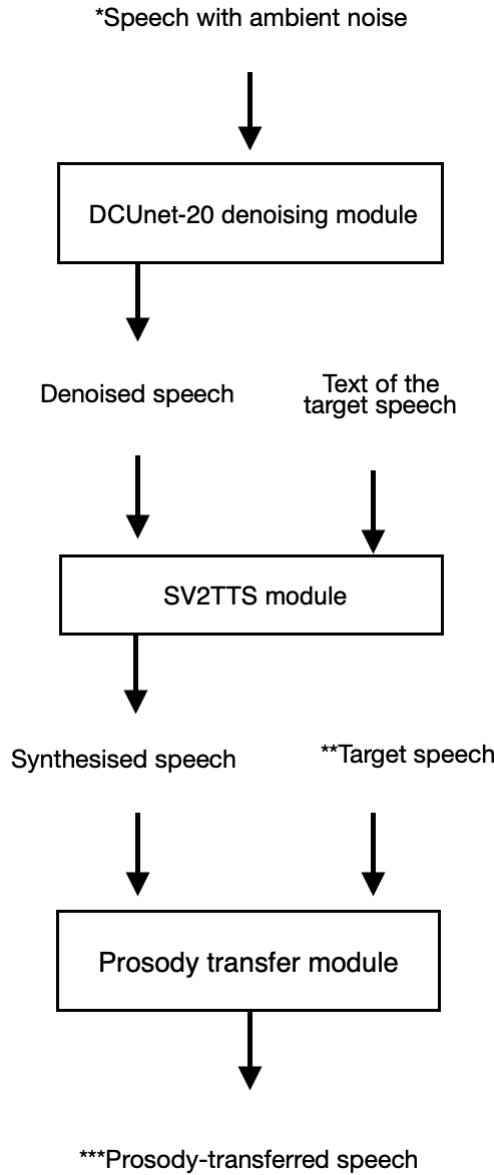 *Speech with ambient noise
DCUnet-20 denoising module
Denoised speech
Text of the
target speech
SV2TTS module
Synthesised speech
**Target speech
Prosody transfer module
***Prosody-transferred speech